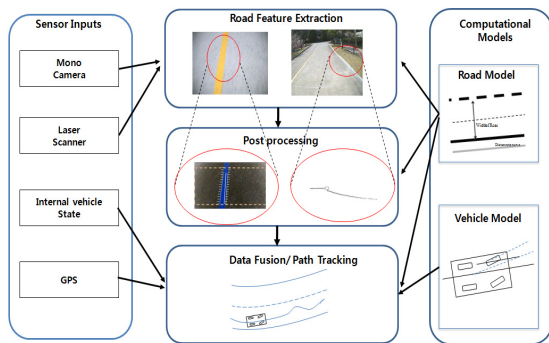 Sensor Inputs
Mono
Camera
Laser
Scanner
Internal vehicle
State
GPS
Road Feature Extraction
Post processing
Data Fusion/ Path Tracking
Computational
Models
Road Model
Vehicle Model